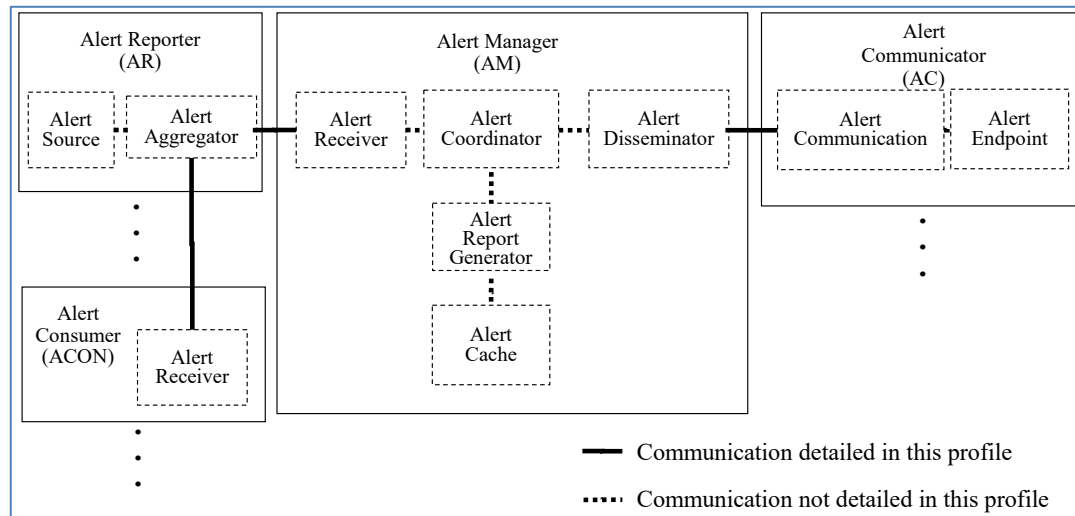 Alert Reporter
(AR)
Alert
Source
Alert
Aggregator
Alert Manager
(AM)
Alert
Receiver
Alert
Coordinator
Alert
Disseminator
Alert
Report
Generator
Alert
Cache
Alert
Communicator
(AC)
Alert
Communication
Alert
Endpoint
Alert
Consumer
(ACON)
Alert
Receiver
Communication detailed in this profile
Communication not detailed in this profile